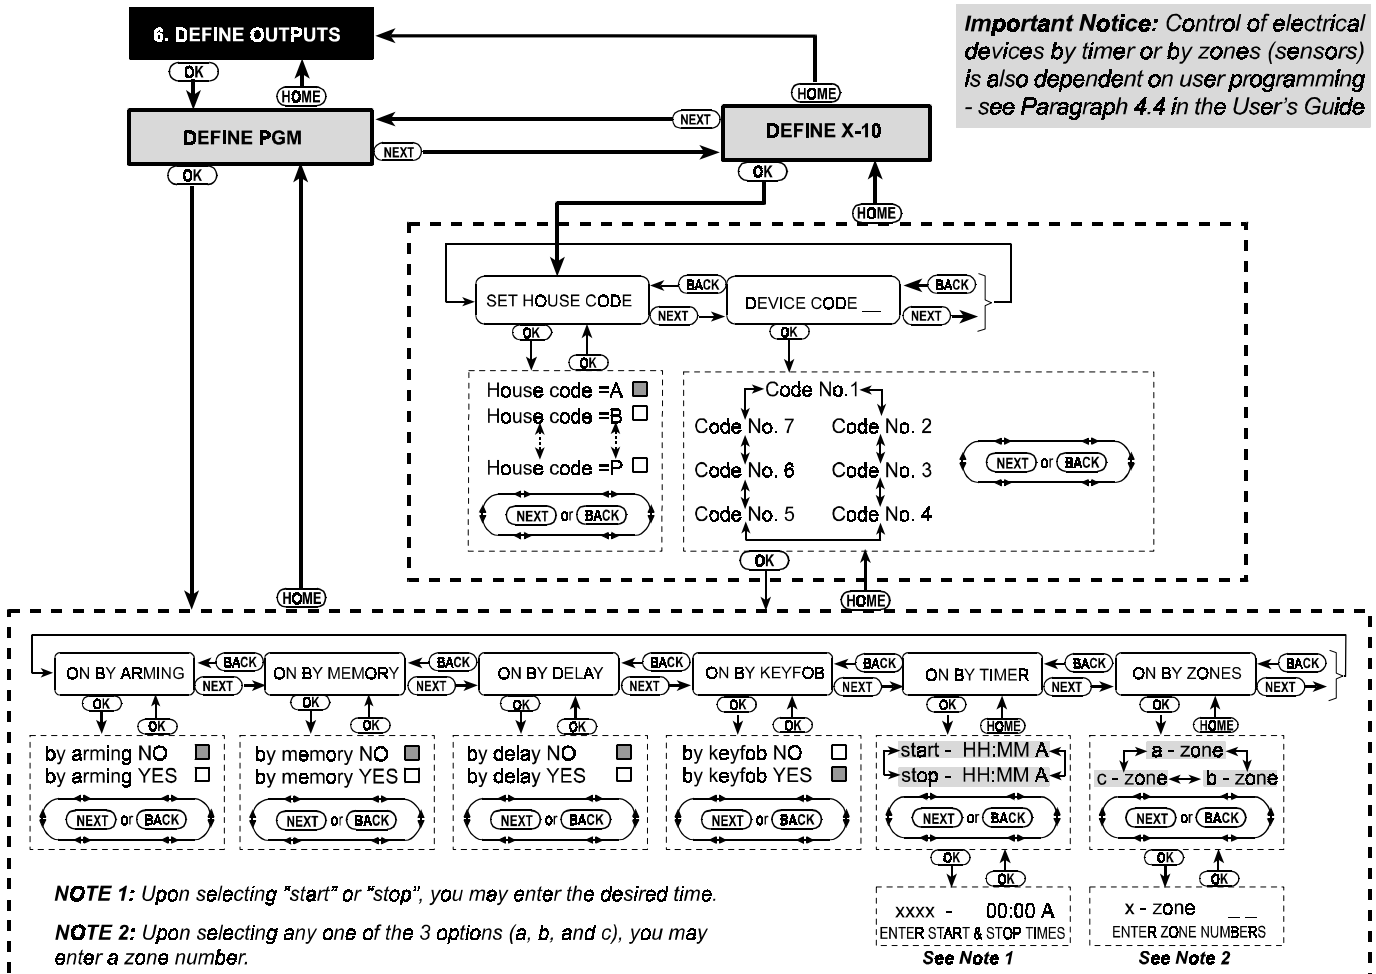 6. DEFINE OUTPUTS
Important Notice: Control of electrical
devices by timer or by zones (sensors)
is also dependent on user programming
- see Paragraph 4.4 in the User's Guide
OK
HOME
HOME
DEFINE PGM
NEXT
NEXT
DEFINE X-10
OK
OK
HOME
SET HOUSE CODE
BACK
NEXT
DEVICE CODE __
BACK
NEXT
OK
OK
OK
House code =A
House code =B
House code =P
NEXT or BACK
Code No.1
Code No. 7
Code No. 2
Code No. 6
Code No. 3
Code No. 5
Code No. 4
NEXT or BACK
OK
HOME
HOME
ON BY ARMING
BACK
NEXT
ON BY MEMORY
BACK
NEXT
ON BY DELAY
BACK
NEXT
ON BY KEYFOB
BACK
NEXT
ON BY TIMER
BACK
NEXT
ON BY ZONES
BACK
NEXT
OK
OK
OK
OK
OK
OK
OK
OK
OK
HOME
OK
HOME
by arming NO
by arming YES
NEXT or BACK
by memory NO
by memory YES
NEXT or BACK
by delay NO
by delay YES
NEXT or BACK
by keyfob NO
by keyfob YES
NEXT or BACK
start - HH:MM A
stop - HH:MM A
NEXT or BACK
a - zone
c - zone
b - zone
NEXT or BACK
OK
OK
OK
OK
xxxx - 00:00 A
ENTER START & STOP TIMES
See Note 1
x - zone _ _
ENTER ZONE NUMBERS
See Note 2
NOTE 1: Upon selecting "start" or "stop", you may enter the desired time.
NOTE 2: Upon selecting any one of the 3 options (a, b, and c), you may
enter a zone number.